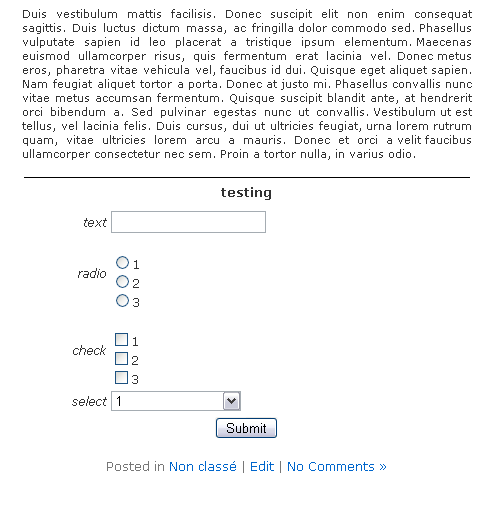 Duis vestibulum mattis facilisis. Donec suscipit elit non enim consequat
sagittis. Duis luctus dictum massa, ac fringilla dolor commodo sed. Phasellus
vulputate sapien id leo placerat a tristique ipsum elementum. Maecenas
euismod ullamcorper risus, quis fermentum erat lacinia vel. Donec metus
eros, pharetra vitae vehicula vel, faucibus id dui. Quisque eget aliquet sapien.
Nam feugiat aliquet tortor a porta. Donec at justo mi. Phasellus convallis nunc
vitae metus accumsan fermentum. Quisque suscipit blandit ante, at hendrerit
orci bibendum a. Sed pulvinar egestas nunc ut convallis. Vestibulum ut est
tellus, vel lacinia felis. Duis cursus, dui ut ultricies feugiat, urna lorem rutrum
quam, vitae ultricies lorem arcu a mauris. Donec et orci a velit faucibus
ullamcorper consectetur nec sem. Proin a tortor nulla, in varius odio.
testing
text
radio
1
2
3
check
1
2
3
select 1
Submit
Posted in Non classé | Edit | No Comments »